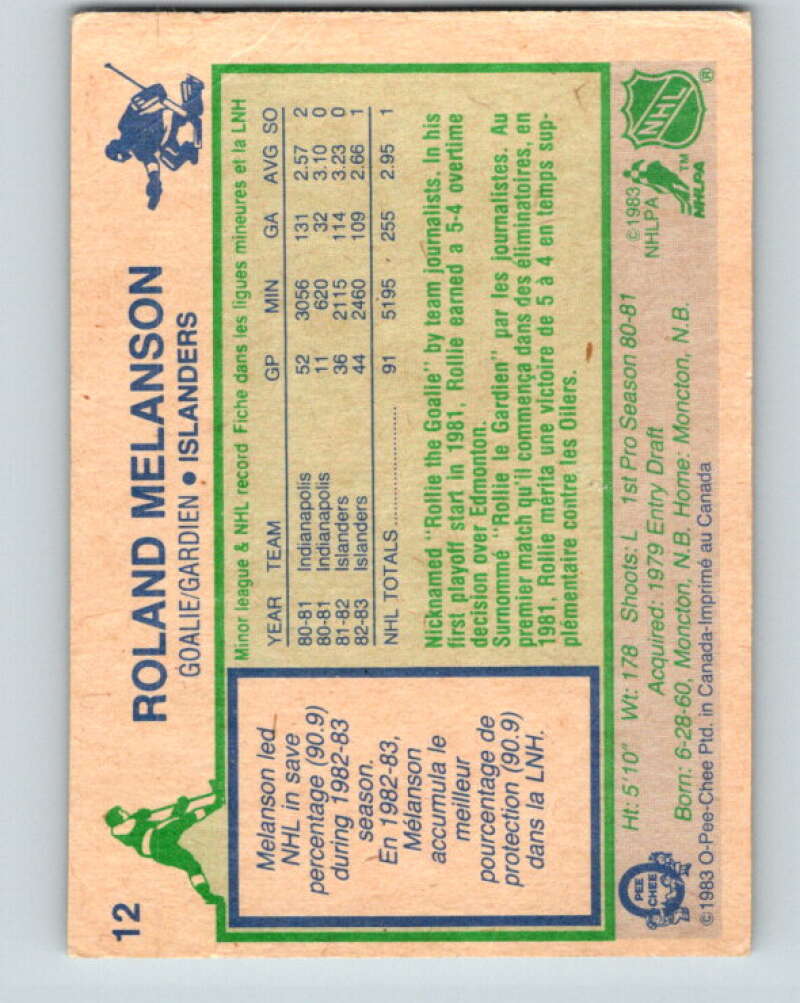 12
ROLAND MELANSON
GOALIE/GARDIEN • ISLANDERS
Melanson led
NHL in save
percentage (90.9)
during 1982-83
season.
En 1982-83,
Mélanson
accumula le
meilleur
pourcentage de
protection (90.9)
dans la LNH.
Minor league & NHL record Fiche dans les ligues mineures et la LNH
YEAR TEAM GP MIN GA AVG SO
80-81 Indianapolis 52 3056 131 2.57 2
80-81 Indianapolis 11 620 32 3.10 0
81-82 Islanders 36 2115 114 3.23 0
82-83 Islanders 44 2460 109 2.66 1
NHL TOTALS .......................... 91 5195 255 2.95 1
Nicknamed "Rollie the Goalie" by team journalists. In his
first playoff start in 1981, Rollie earned a 5-4 overtime
decision over Edmonton.
Surnommé "Rollie le Gardien" par les journalistes. Au
premier match qu'il commença dans des éliminatoires, en
1981, Rollie mérita une victoire de 5 à 4 en temps sup-
plémentaire contre les Oilers.
Ht: 5'10" Wt: 178 Shoots: L 1st Pro Season 80-81
Acquired: 1979 Entry Draft
Born: 6-28-60, Moncton, N.B. Home: Moncton, N.B.
©1983 O-Pee-Chee Ptd. in Canada-Imprimé au Canada
O
PEE
CHEE
©1983
NHLPA
NHL
®
TM
NHLPA